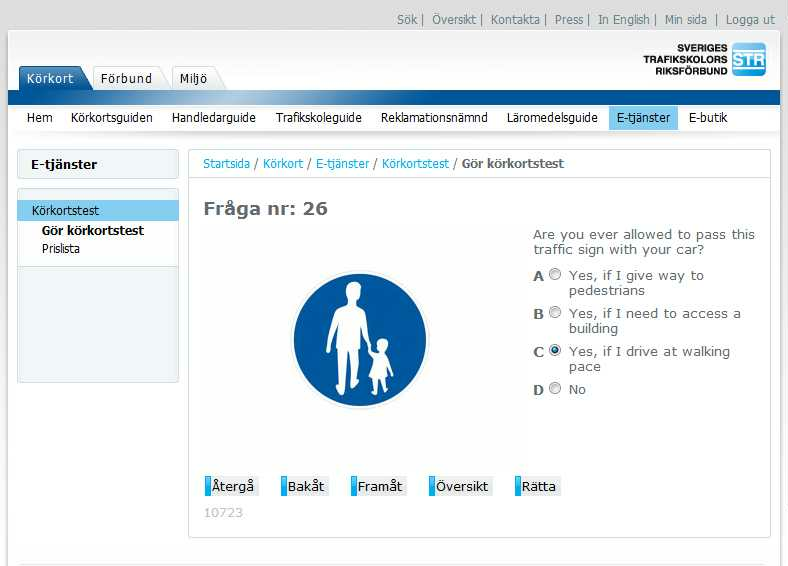 Sök | Översikt | Kontakta | Press | In English | Min sida | Logga ut
SVERIGES
TRAFIKSKOLORS
RIKSFÖRBUND
STR
Körkort Förbund Miljö
Hem Körkortsguiden Handledarguide Trafikskoleguide Reklamationsnämnd Läromedelsguide E-tjänster E-butik
E-tjänster
Körkortstest
Gör körkortstest
Prislista
Startsida / Körkort / E-tjänster / Körkortstest / Gör körkortstest
Fråga nr: 26
Are you ever allowed to pass this
traffic sign with your car?
A Yes, if I give way to
pedestrians
B Yes, if I need to access a
building
C Yes, if I drive at walking
pace
D No
Återgå Bakåt Framåt Översikt Rätta
10723